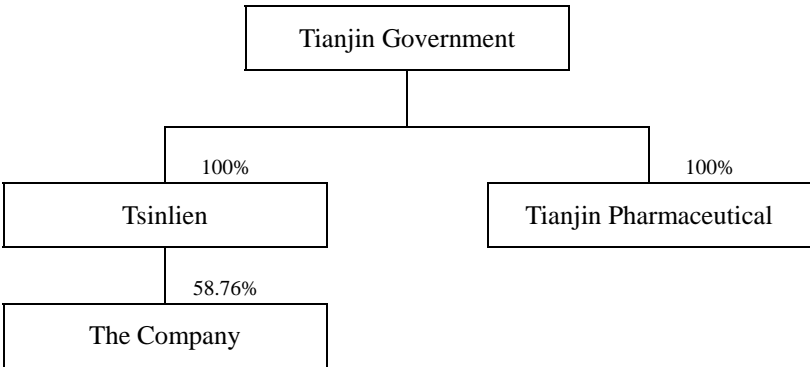 Tianjin Government
100%
100%
Tsinlien
Tianjin Pharmaceutical
58.76%
The Company